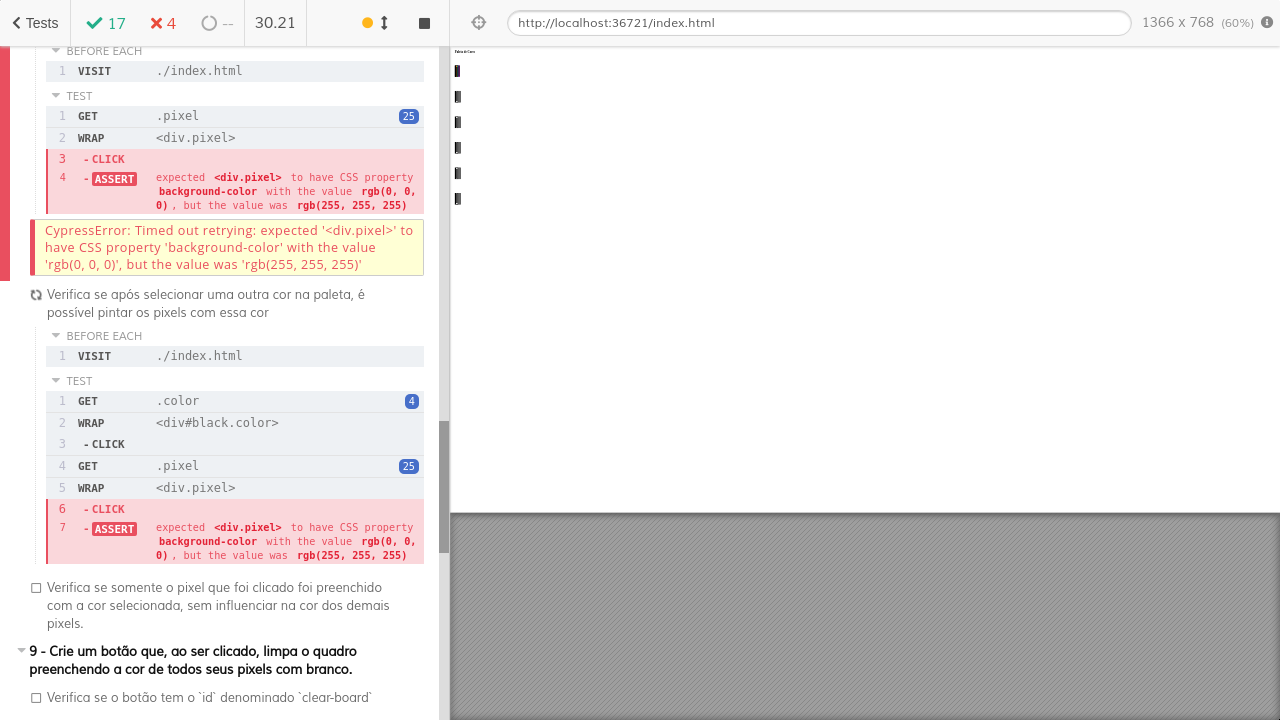 Tests 17 4 -- 30.21 http://localhost:36721/index.html 1366 x 768 (60%)
BEFORE EACH
1 VISIT ./index.html
TEST
1 GET .pixel 25
2 WRAP <div.pixel>
3 - CLICK
4 - ASSERT expected <div.pixel> to have CSS property
background-color with the value rgb(0, 0,
0) , but the value was rgb(255, 255, 255)
CypressError: Timed out retrying: expected '<div.pixel>' to
have CSS property 'background-color' with the value
'rgb(0, 0, 0)', but the value was 'rgb(255, 255, 255)'
Verifica se após selecionar uma outra cor na paleta, é
possível pintar os pixels com essa cor
BEFORE EACH
1 VISIT ./index.html
TEST
1 GET .color 4
2 WRAP <div#black.color>
3 - CLICK
4 GET .pixel 25
5 WRAP <div.pixel>
6 - CLICK
7 - ASSERT expected <div.pixel> to have CSS property
background-color with the value rgb(0, 0,
0) , but the value was rgb(255, 255, 255)
Verifica se somente o pixel que foi clicado foi preenchido
com a cor selecionada, sem influenciar na cor dos demais
pixels.
9 - Crie um botão que, ao ser clicado, limpa o quadro
preenchendo a cor de todos seus pixels com branco.
Verifica se o botão tem o `id` denominado `clear-board`